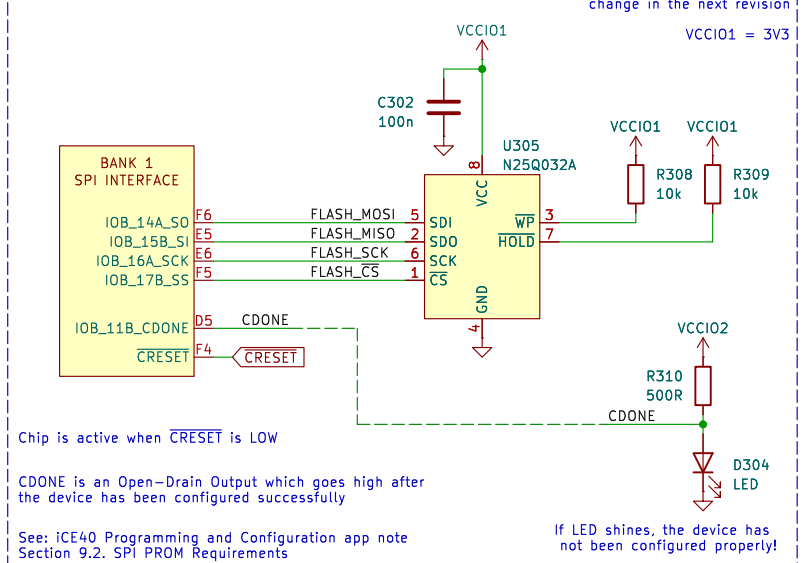 change in the next revision
VCCIO1 = 3V3
VCCIO1
C302
100n
U305
N25Q032A
VCCIO1
VCCIO1
R308
10k
R309
10k
BANK 1
SPI INTERFACE
8
VCC
IOB_14A_SO
F6
FLASH_MOSI
5
SDI
WP
3
IOB_15B_SI
E5
FLASH_MISO
2
SDO
HOLD
7
IOB_16A_SCK
E6
FLASH_SCK
6
SCK
IOB_17B_SS
F5
FLASH_CS
1
CS
GND
4
IOB_11B_CDONE
D5
CDONE
CRESET
F4
CRESET
VCCIO2
R310
500R
CDONE
D304
LED
Chip is active when CRESET is LOW
CDONE is an Open-Drain Output which goes high after
the device has been configured successfully
See: iCE40 Programming and Configuration app note
Section 9.2. SPI PROM Requirements
If LED shines, the device has
not been configured properly!